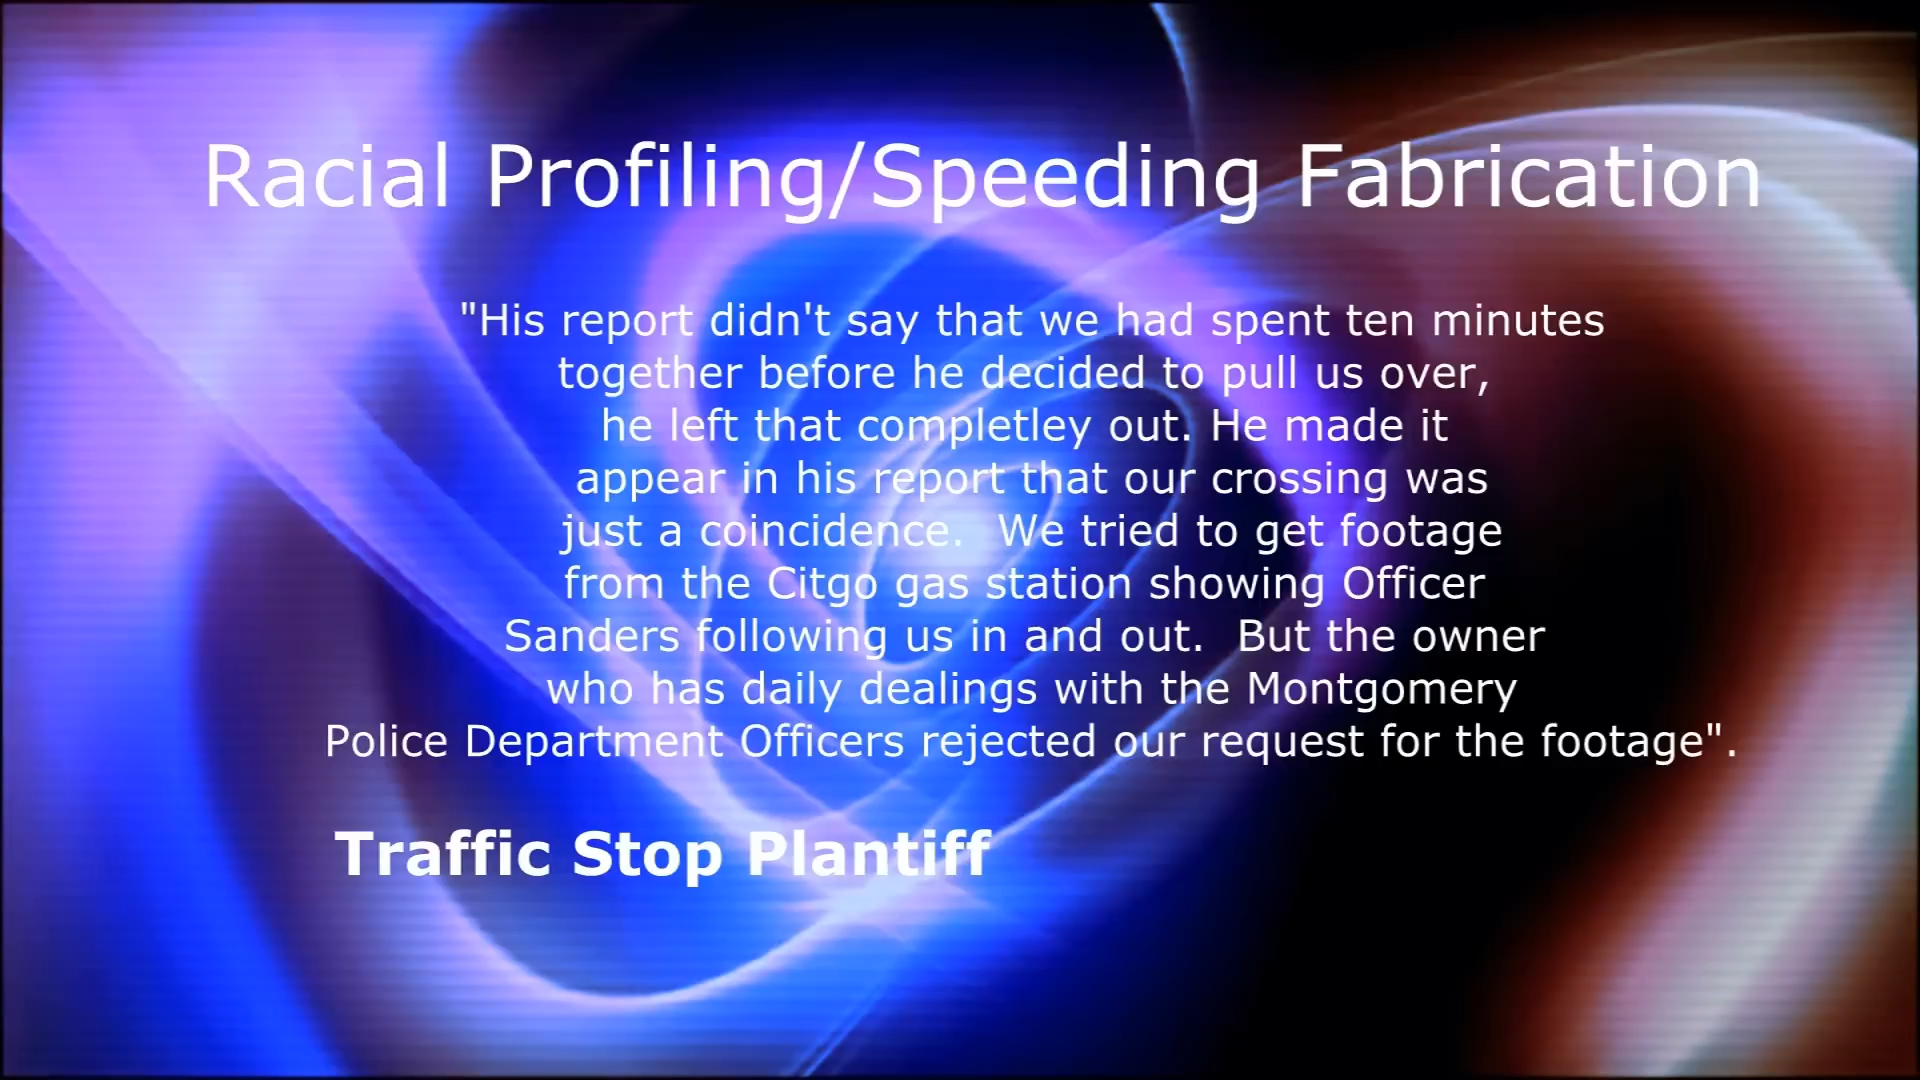 Racial Profiling/Speeding Fabrication
"His report didn't say that we had spent ten minutes
together before he decided to pull us over,
he left that completley out. He made it
appear in his report that our crossing was
just a coincidence.  We tried to get footage
from the Citgo gas station showing Officer
Sanders following us in and out.  But the owner
who has daily dealings with the Montgomery
Police Department Officers rejected our request for the footage".
Traffic Stop Plantiff